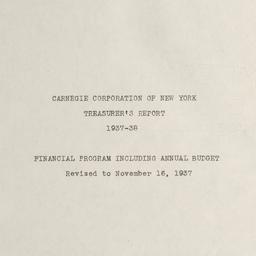 CARNEGIE CORPORATION OF NEW YORK
TREASURER'S REPORT
1937-38
FINANCIAL PROGRAM INCLUDING ANNUAL BUDGET
Revised to November 16, 1937